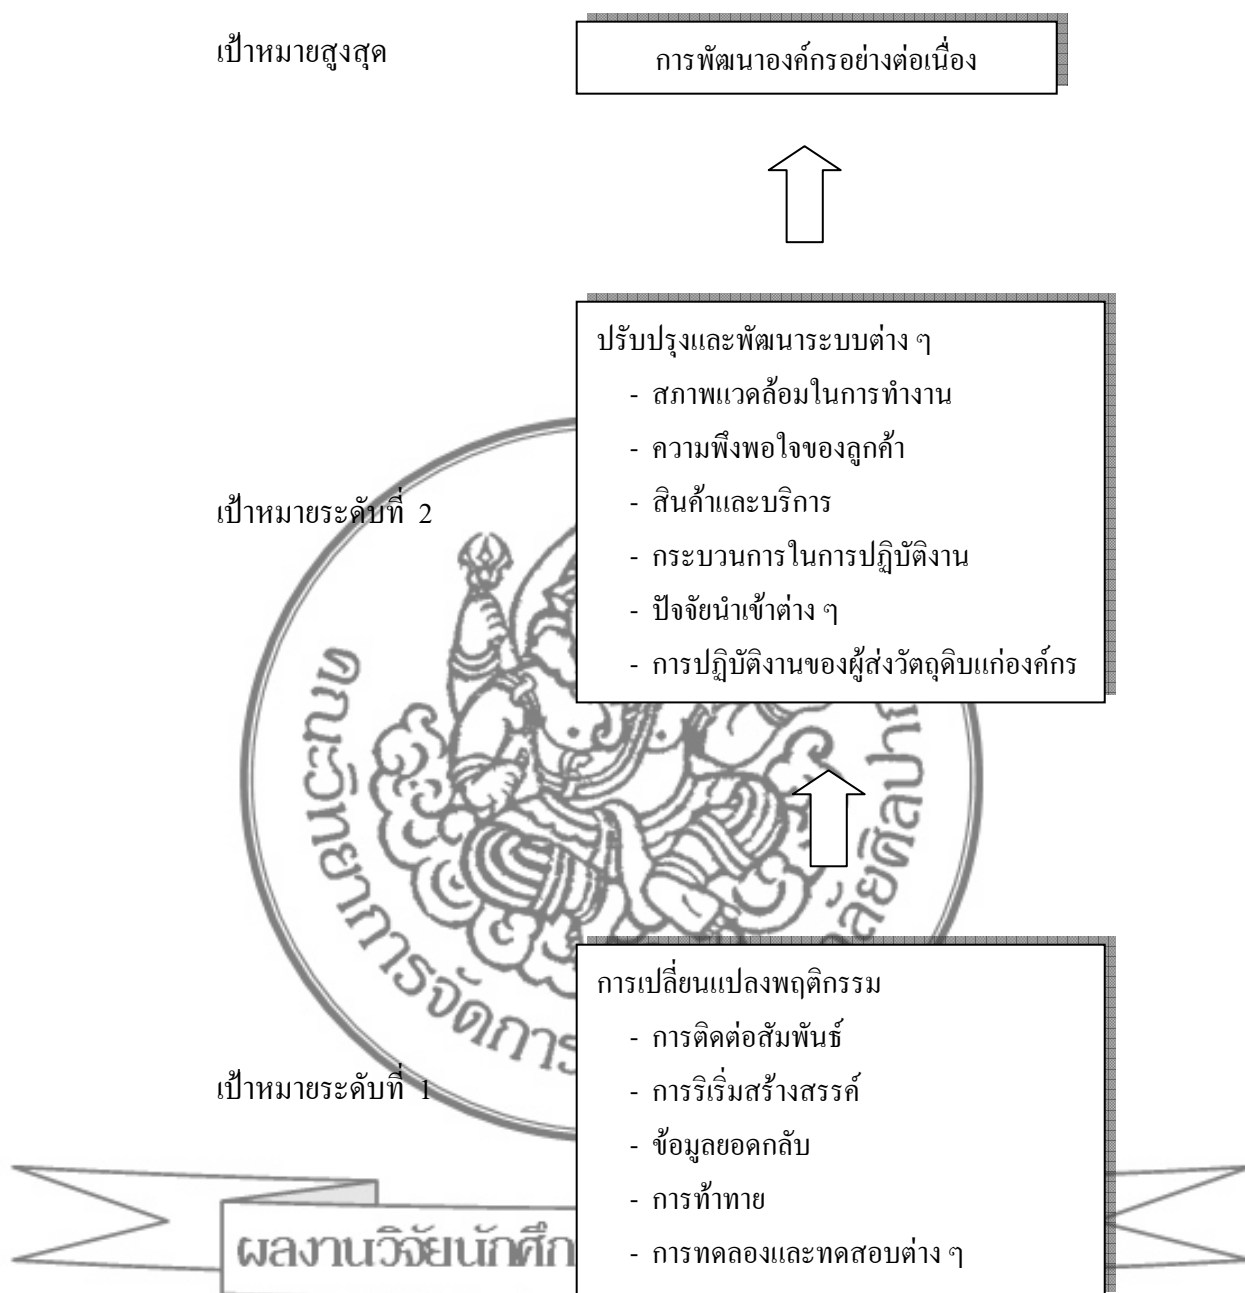 เป้าหมายสูงสุด
การพัฒนาองค์กรอย่างต่อเนื่อง
ปรับปรุงและพัฒนาระบบต่าง ๆ
- สภาพแวดล้อมในการทำงาน
- ความพึงพอใจของลูกค้า
- สินค้าและบริการ
เป้าหมายระดับที่ 2
- กระบวนการในการปฏิบัติงาน
- ปัจจัยนำเข้าต่าง ๆ
- การปฏิบัติงานของผู้ส่งวัตถุดิบแก่องค์กร
การเปลี่ยนแปลงพฤติกรรม
- การติดต่อสัมพันธ์
เป้าหมายระดับที่ 1
- การริเริ่มสร้างสรรค์
- ข้อมูลยอดกลับ
- การท้าทาย
- การทดลองและทดสอบต่าง ๆ
คณะวิทยาการจัดการ
ผลงานวิจัยนักศึก